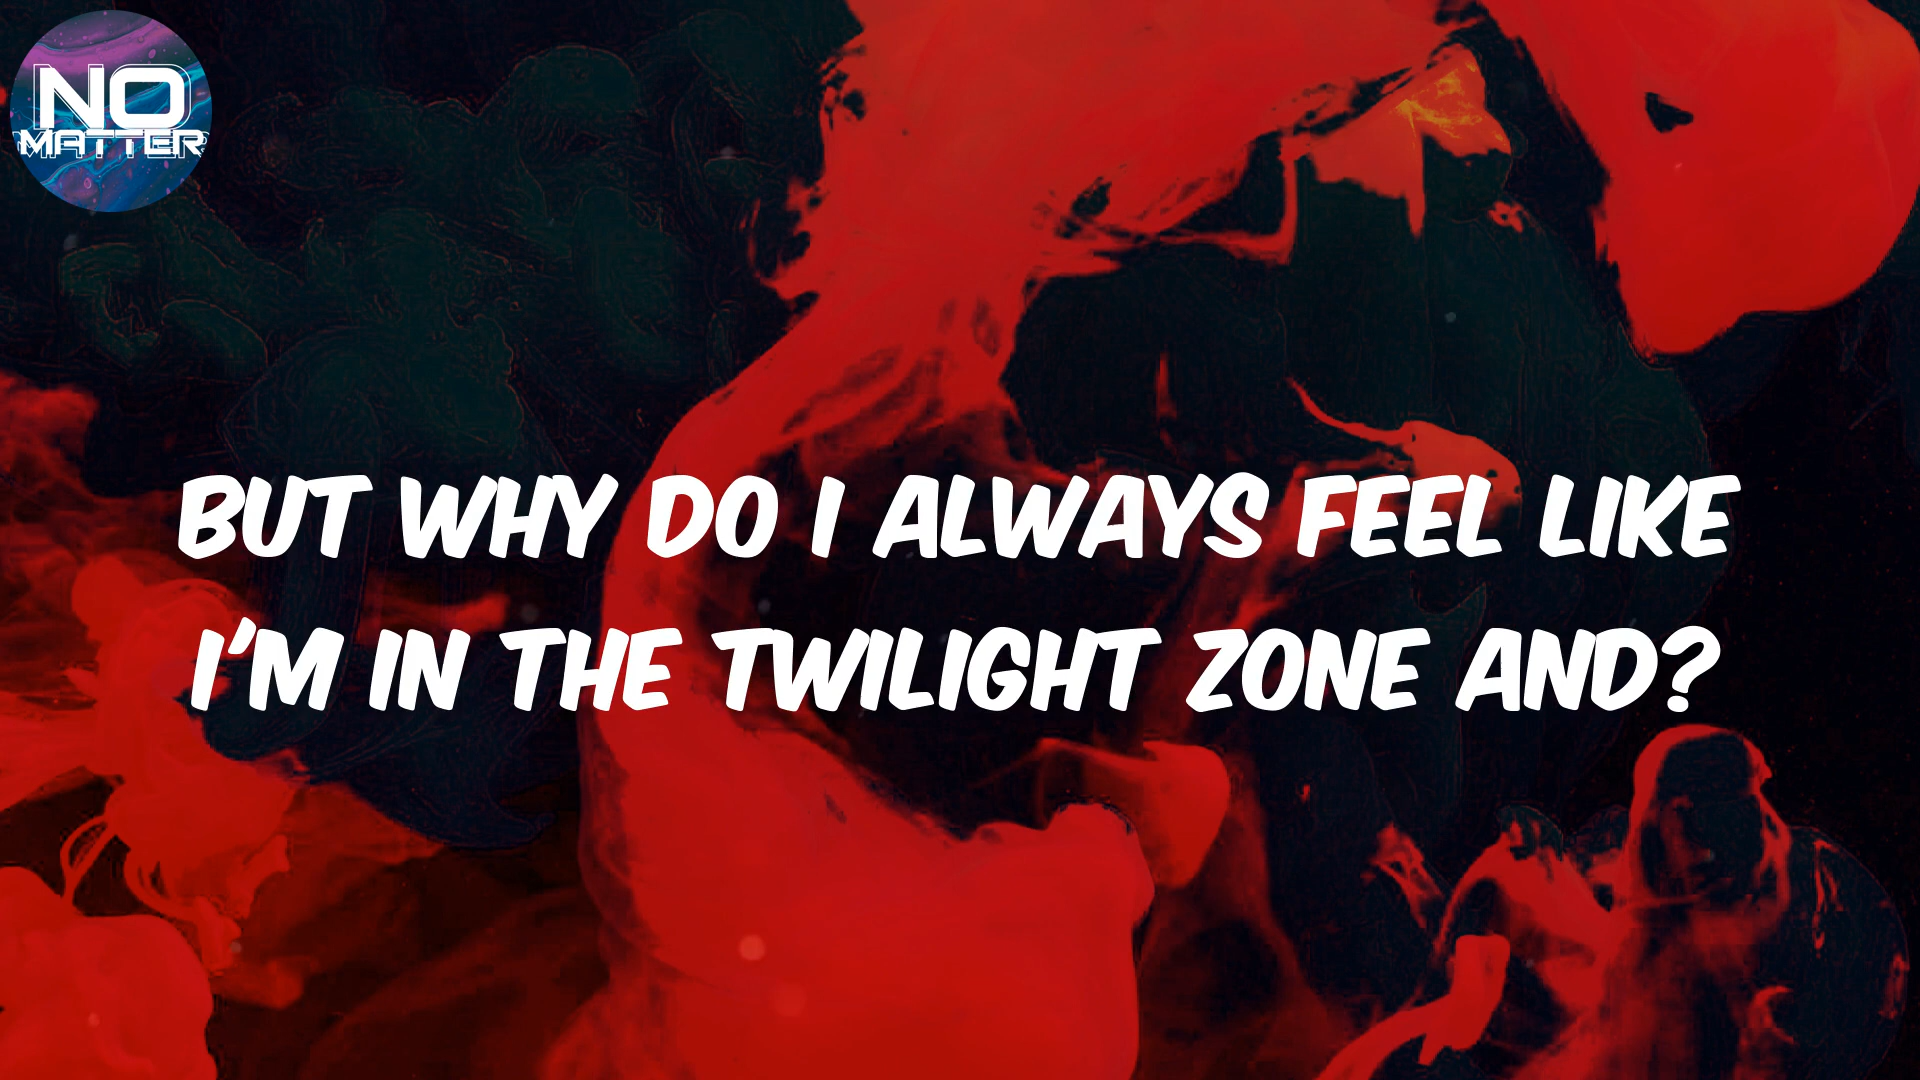 NO
MATTER
BUT WHY DO I ALWAYS FEEL LIKE
I'M IN THE TWILIGHT ZONE AND?